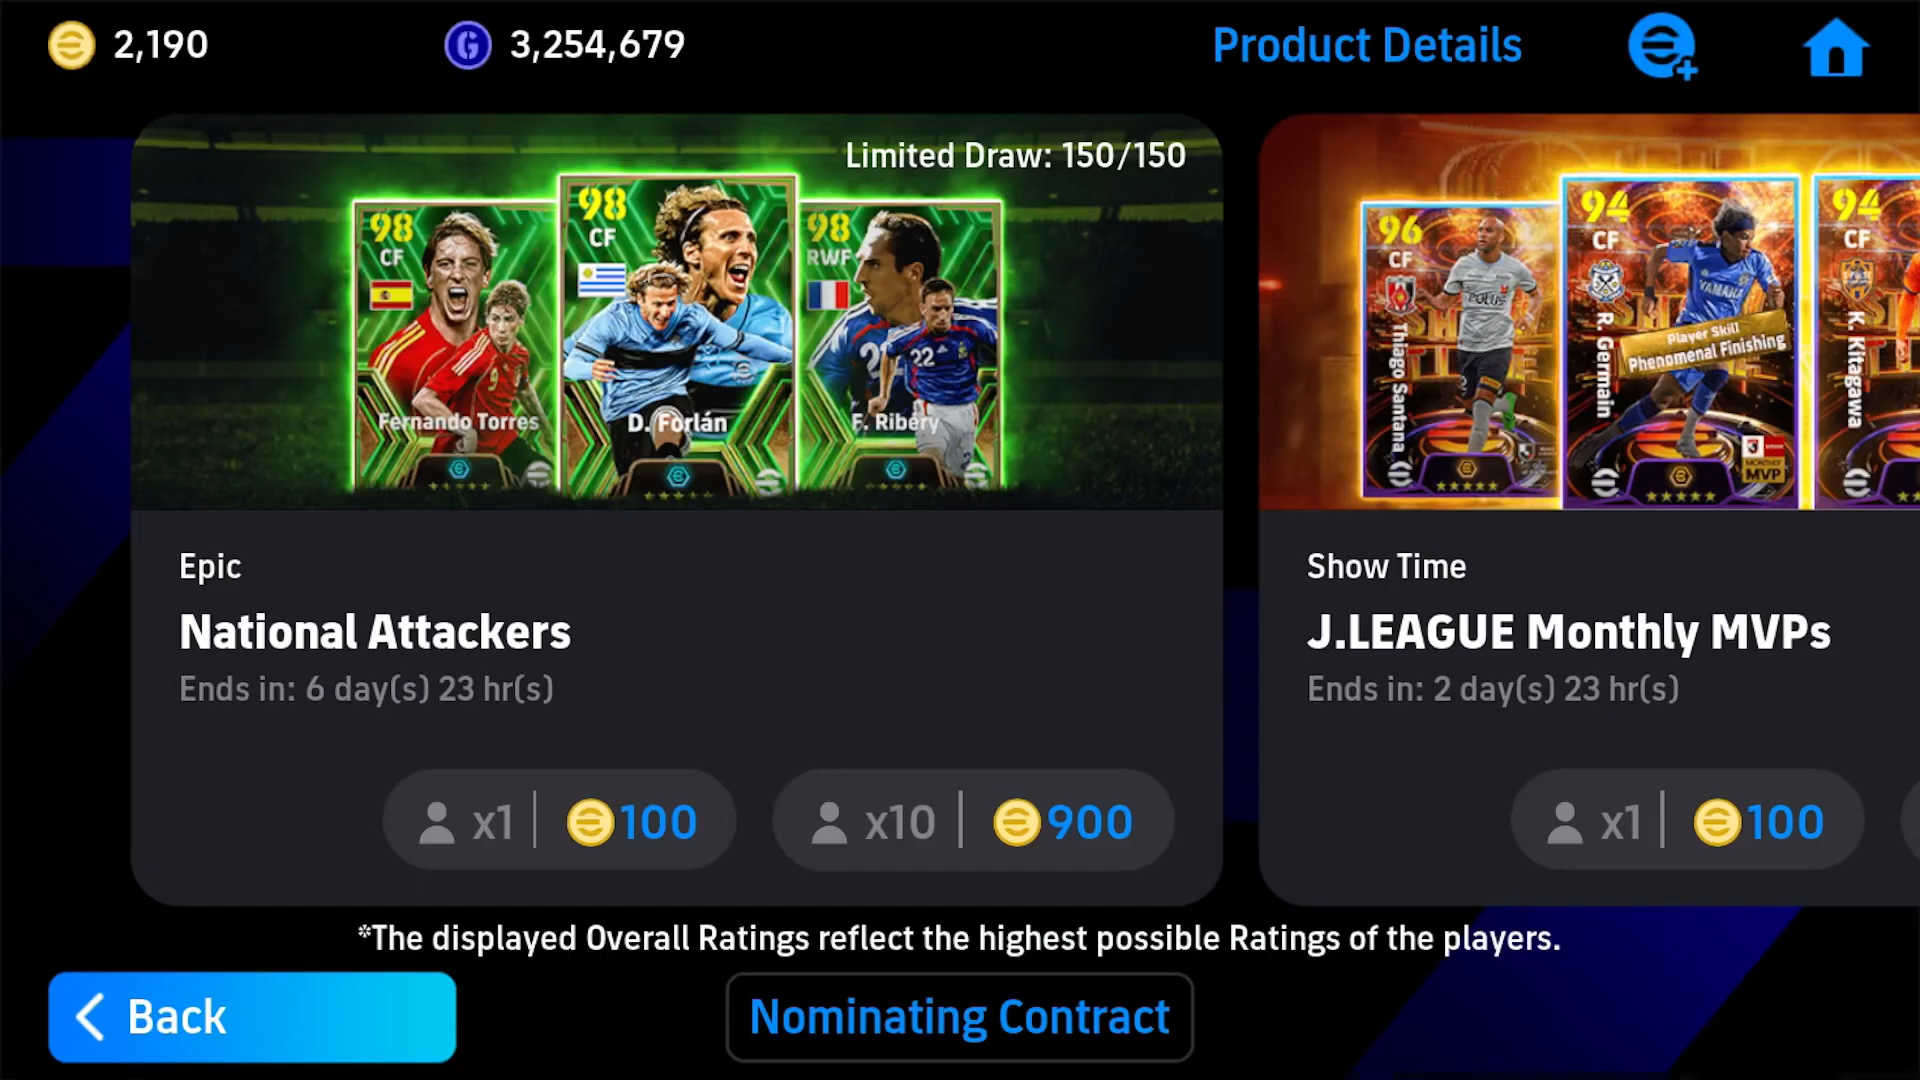 2,190
3,254,679
Product Details
Limited Draw: 150/150
98
CF
Fernando Torres
98
CF
D. Forlán
98
RWF
22
F. Ribéry
96
CF
Thiago Santana
POLUS
94
CF
R. Germain
YAMAHA
Player Skill
Phenomenal Finishing
MONTHLY
MVP
94
CF
K. Kitagawa
Epic
National Attackers
Ends in: 6 day(s) 23 hr(s)
x1 100
x10 900
Show Time
J.LEAGUE Monthly MVPs
Ends in: 2 day(s) 23 hr(s)
x1 100
*The displayed Overall Ratings reflect the highest possible Ratings of the players.
Back
Nominating Contract